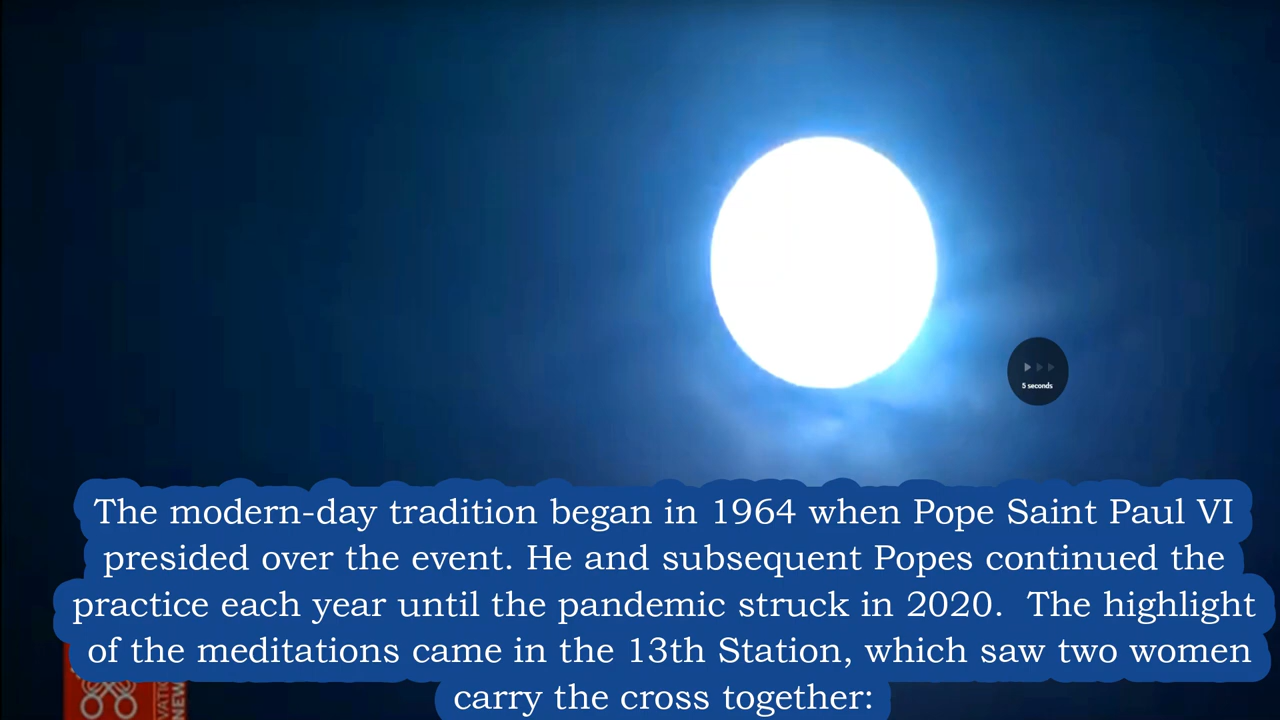 5 seconds
The modern-day tradition began in 1964 when Pope Saint Paul VI
presided over the event. He and subsequent Popes continued the
practice each year until the pandemic struck in 2020.  The highlight
of the meditations came in the 13th Station, which saw two women
carry the cross together:
NEW